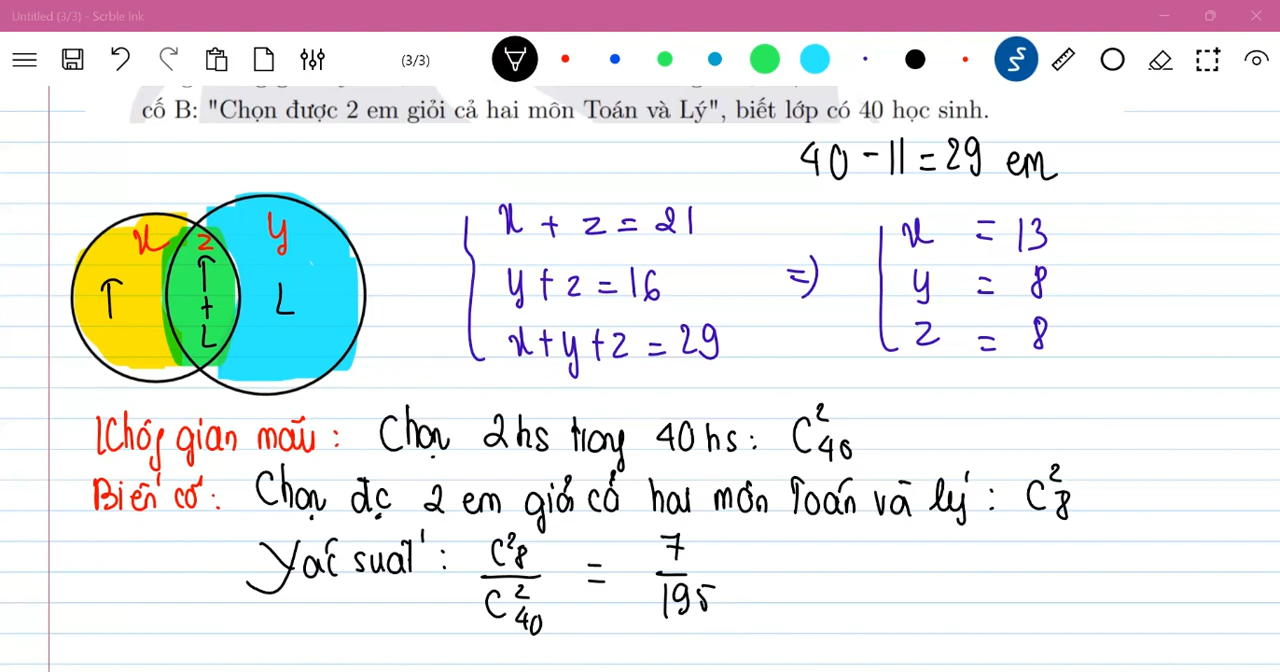 Untitled (3/3) - Scrble Ink
(3/3)
cố B: "Chọn được 2 em giỏi cả hai môn Toán và Lý", biết lớp có 40 học sinh.
40 - 11 = 29 em
x z y
T T + L L
x + z = 21
y + z = 16
x + y + z = 29
=>
x = 13
y = 8
z = 8
Không gian mẫu: Chọn 2 hs trong 40 hs: C²₄₀
Biến cố: Chọn đc 2 em giỏi cả hai môn Toán và lý: C²₈
Xác suất: C²₈ / C²₄₀ = 7 / 195